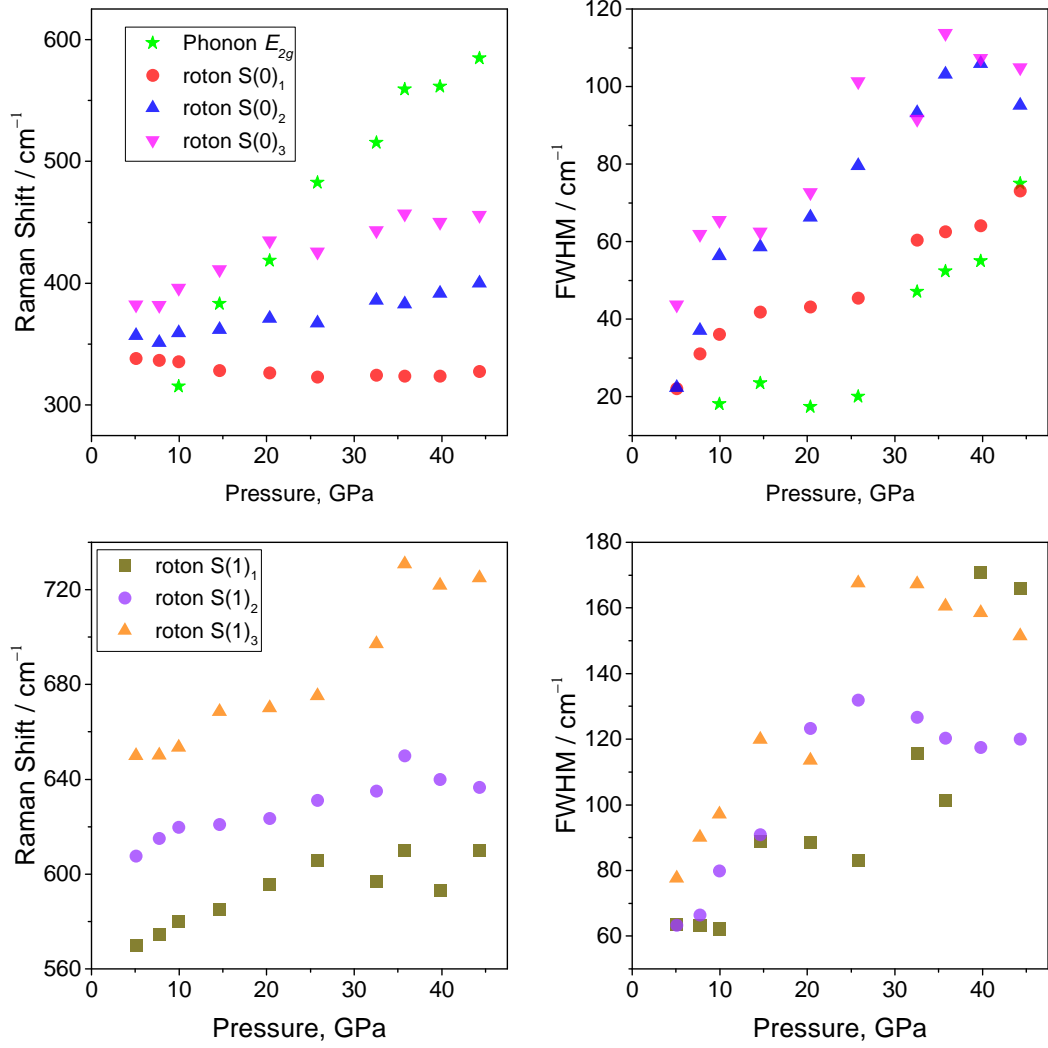 600
500
400
300
Raman Shift / cm⁻¹
Phonon E₂g
roton S(0)₁
roton S(0)₂
roton S(0)₃
0
10
20
30
40
Pressure, GPa
120
100
80
60
40
20
FWHM / cm⁻¹
0
10
20
30
40
Pressure, GPa
720
680
640
600
560
Raman Shift / cm⁻¹
roton S(1)₁
roton S(1)₂
roton S(1)₃
0
10
20
30
40
Pressure, GPa
180
160
140
120
100
80
60
FWHM / cm⁻¹
0
10
20
30
40
Pressure, GPa